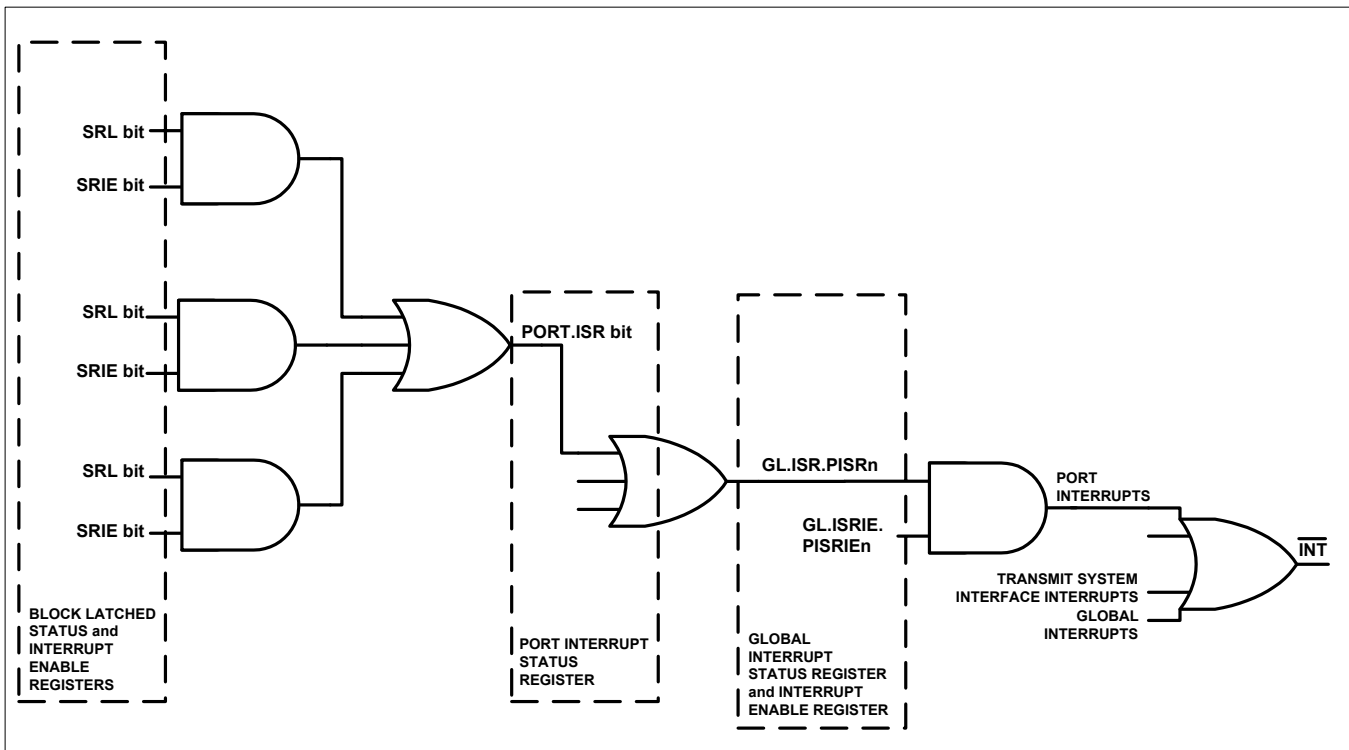 SRL bit
SRIE bit
SRL bit
SRIE bit
SRL bit
SRIE bit
BLOCK LATCHED
STATUS and
INTERRUPT
ENABLE
REGISTERS
PORT.ISR bit
PORT INTERRUPT
STATUS
REGISTER
GL.ISR.PISRn
GL.ISRIE.
PISRIEn
GLOBAL
INTERRUPT
STATUS REGISTER
and INTERRUPT
ENABLE REGISTER
PORT
INTERRUPTS
TRANSMIT SYSTEM
INTERFACE INTERRUPTS
GLOBAL
INTERRUPTS
INT